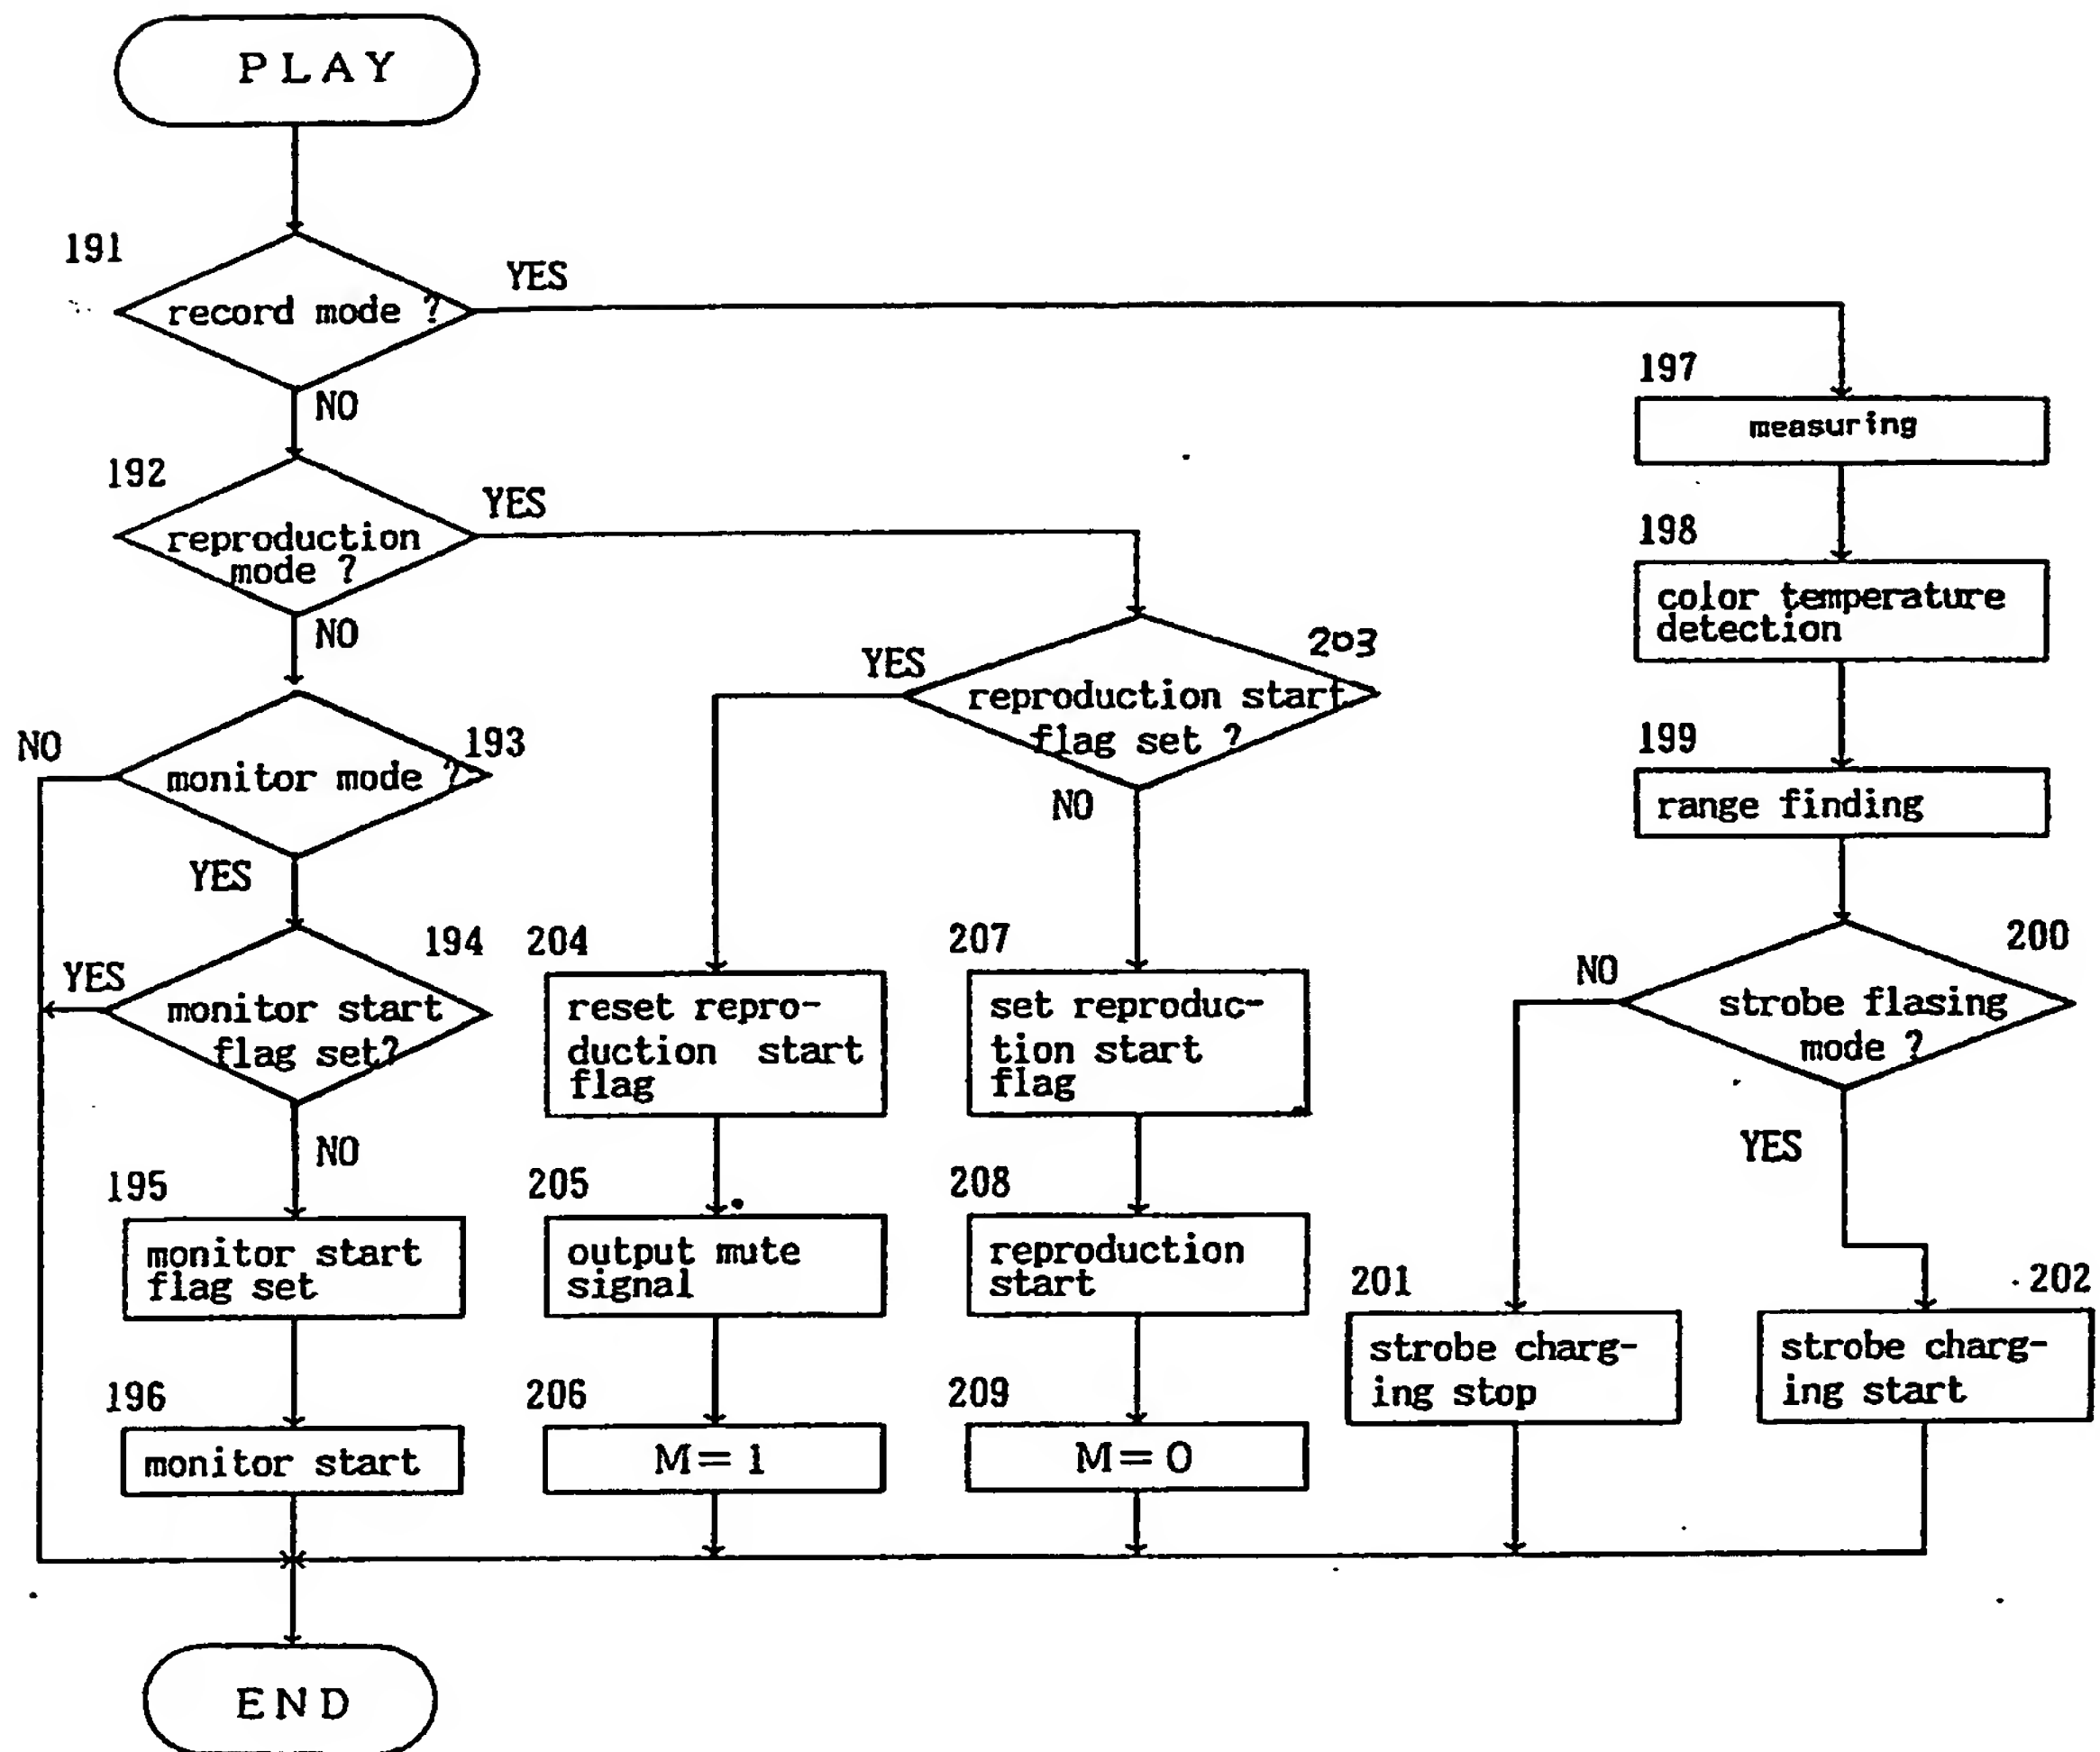 PLAY
191
record mode ?
YES
NO
192
reproduction
mode ?
YES
NO
193
monitor mode ?
NO
YES
194
monitor start
flag set?
YES
NO
195
monitor start
flag set
196
monitor start
203
reproduction start
flag set ?
YES
NO
204
reset repro-
duction start
flag
205
output mute
signal
206
M=1
207
set reproduc-
tion start
flag
208
reproduction
start
209
M=0
197
measuring
198
color temperature
detection
199
range finding
200
strobe flasing
mode ?
NO
YES
201
strobe charg-
ing stop
202
strobe charg-
ing start
END